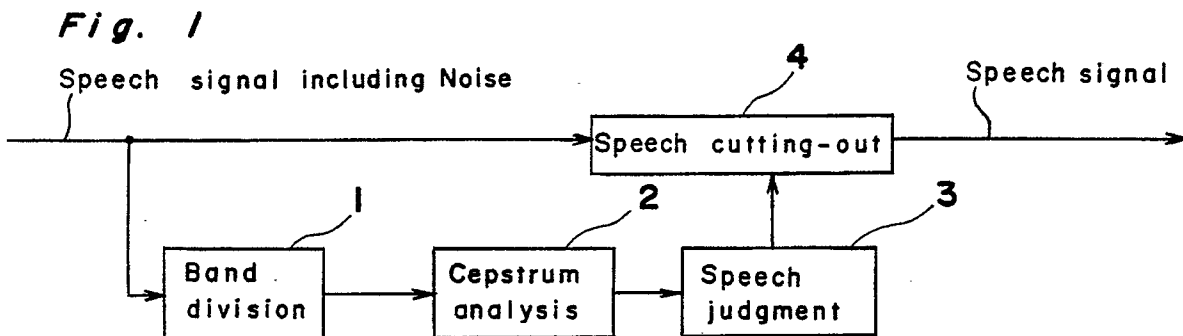 Fig. 1
Speech signal including Noise
4
Speech signal
Speech cutting-out
1
2
3
Band
division
Cepstrum
analysis
Speech
judgment